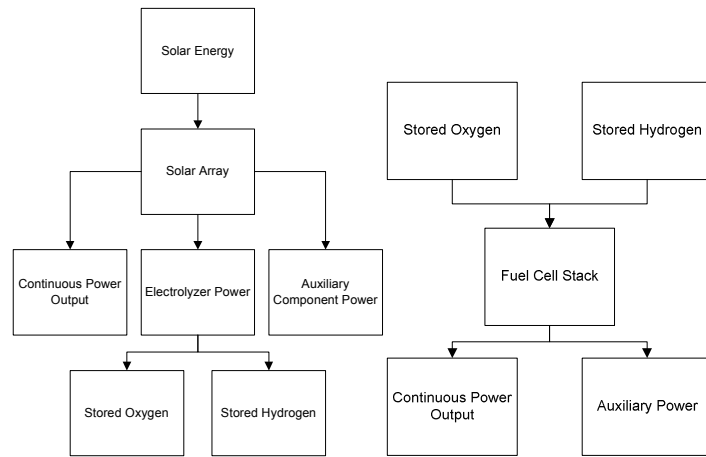 Solar Energy
Solar Array
Continuous Power
Output
Electrolyzer Power
Auxiliary
Component Power
Stored Oxygen
Stored Hydrogen
Stored Oxygen
Stored Hydrogen
Fuel Cell Stack
Continuous Power
Output
Auxiliary Power